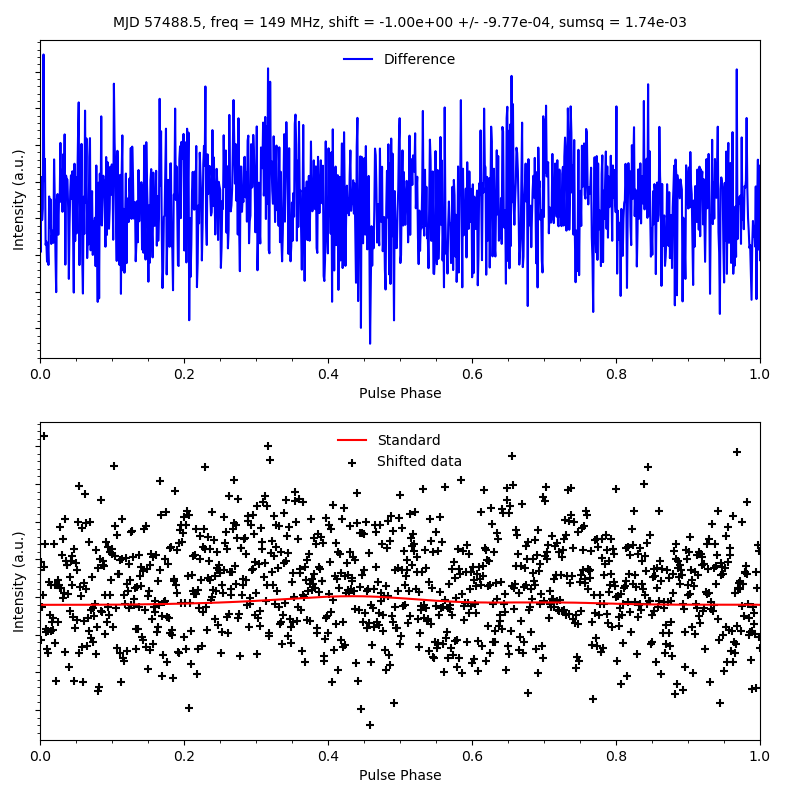 MJD 57488.5, freq = 149 MHz, shift = -1.00e+00 +/- -9.77e-04, sumsq = 1.74e-03
Difference
Intensity (a.u.)
0.0 0.2 0.4 0.6 0.8 1.0
Pulse Phase
Standard
Shifted data
Intensity (a.u.)
0.0 0.2 0.4 0.6 0.8 1.0
Pulse Phase